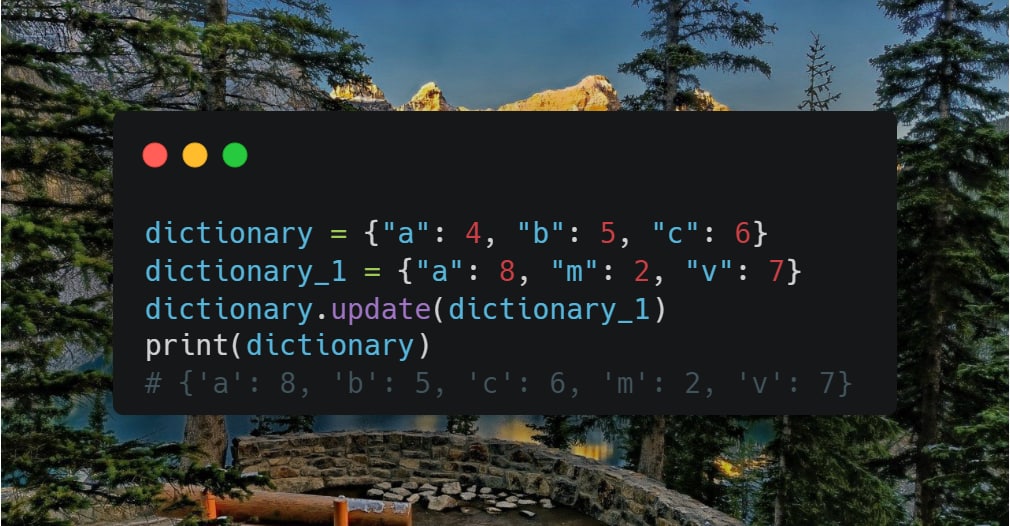 dictionary = {"a": 4, "b": 5, "c": 6}
dictionary_1 = {"a": 8, "m": 2, "v": 7}
dictionary.update(dictionary_1)
print(dictionary)
# {'a': 8, 'b': 5, 'c': 6, 'm': 2, 'v': 7}